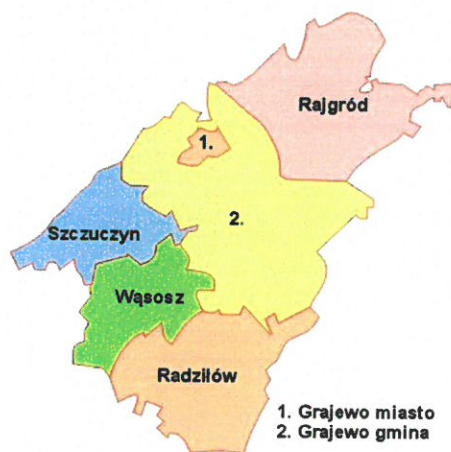 Rajgród
1.
2.
Szczuczyn
Wąsosz
Radziłów
1. Grajewo miasto
2. Grajewo gmina